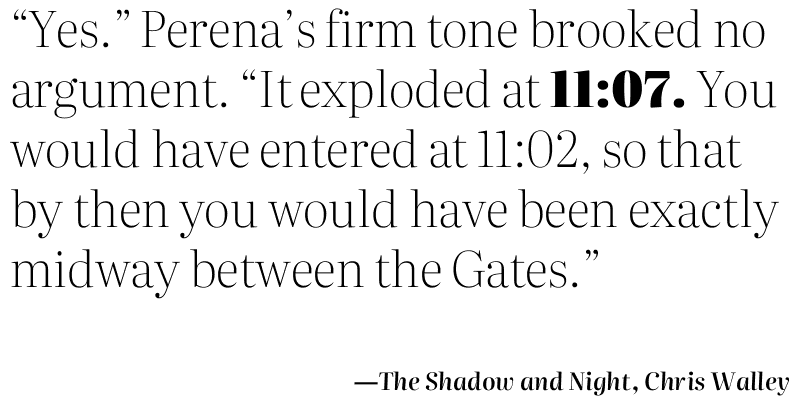 “Yes.” Perena’s firm tone brooked no
argument. “It exploded at 11:07. You
would have entered at 11:02, so that
by then you would have been exactly
midway between the Gates.”
—The Shadow and Night, Chris Walley